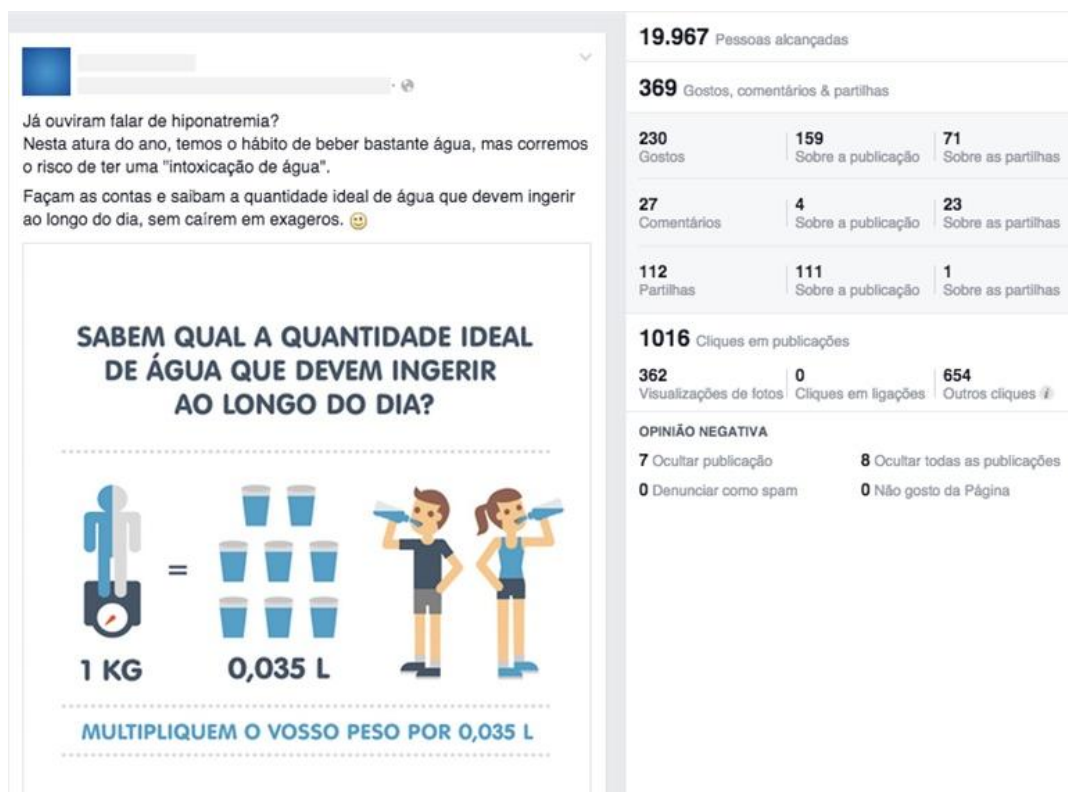 Já ouviram falar de hiponatremia?
Nesta atura do ano, temos o hábito de beber bastante água, mas corremos
o risco de ter uma "intoxicação de água".
Façam as contas e saibam a quantidade ideal de água que devem ingerir
ao longo do dia, sem caírem em exageros.
SABEM QUAL A QUANTIDADE IDEAL
DE ÁGUA QUE DEVEM INGERIR
AO LONGO DO DIA?
=
1 KG
0,035 L
MULTIPLIQUEM O VOSSO PESO POR 0,035 L
19.967 Pessoas alcançadas
369 Gostos, comentários & partilhas
230 159 71
Gostos Sobre a publicação Sobre as partilhas
27 4 23
Comentários Sobre a publicação Sobre as partilhas
112 111 1
Partilhas Sobre a publicação Sobre as partilhas
1016 Cliques em publicações
362 0 654
Visualizações de fotos Cliques em ligações Outros cliques i
OPINIÃO NEGATIVA
7 Ocultar publicação 8 Ocultar todas as publicações
0 Denunciar como spam 0 Não gosto da Página